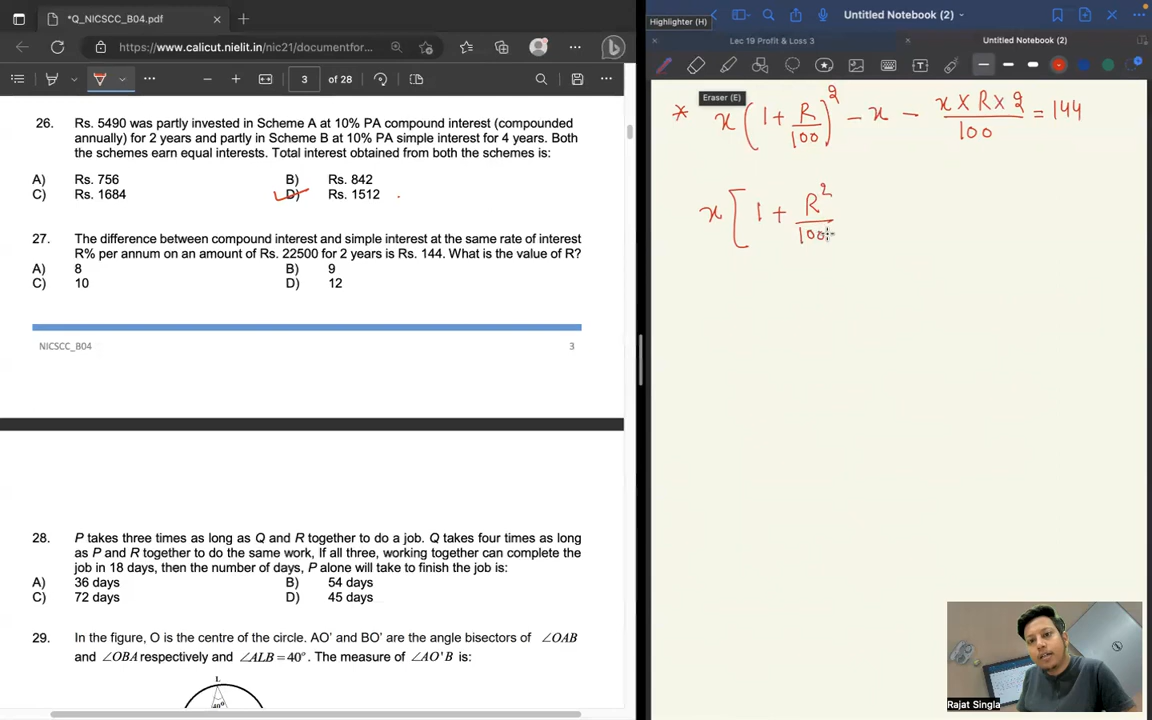 *Q_NICSCC_B04.pdf
https://www.calicut.nielit.in/nic21/documentfor...
3 of 28
26. Rs. 5490 was partly invested in Scheme A at 10% PA compound interest (compounded
annually) for 2 years and partly in Scheme B at 10% PA simple interest for 4 years. Both
the schemes earn equal interests. Total interest obtained from both the schemes is:
A) Rs. 756 B) Rs. 842
C) Rs. 1684 D) Rs. 1512
27. The difference between compound interest and simple interest at the same rate of interest
R% per annum on an amount of Rs. 22500 for 2 years is Rs. 144. What is the value of R?
A) 8 B) 9
C) 10 D) 12
NICSCC_B04 3
28. P takes three times as long as Q and R together to do a job. Q takes four times as long
as P and R together to do the same work, If all three, working together can complete the
job in 18 days, then the number of days, P alone will take to finish the job is:
A) 36 days B) 54 days
C) 72 days D) 45 days
29. In the figure, O is the centre of the circle. AO' and BO' are the angle bisectors of ∠OAB
and ∠OBA respectively and ∠ALB = 40°. The measure of ∠AO'B is:
L
40°
Highlighter (H)
Untitled Notebook (2)
Lec 19 Profit & Loss 3
Untitled Notebook (2)
Eraser (E)
* x(1 + R/100)² - x - x × R × 2/100 = 144
x[1 + R²/100
Rajat Singla